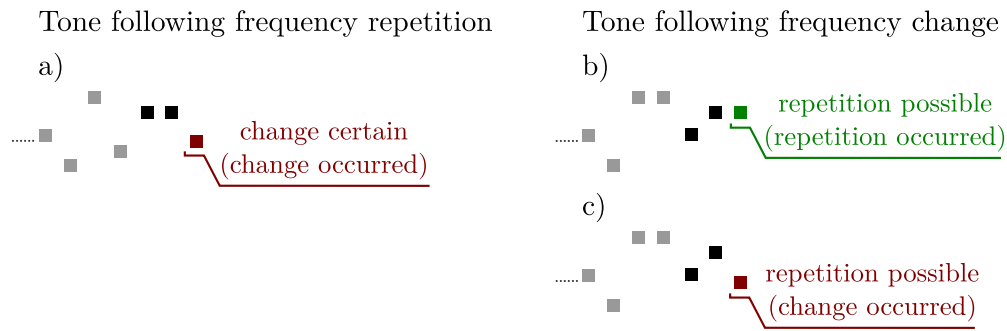 Tone following frequency repetition
a)
change certain
(change occurred)
Tone following frequency change
b)
repetition possible
(repetition occurred)
c)
repetition possible
(change occurred)